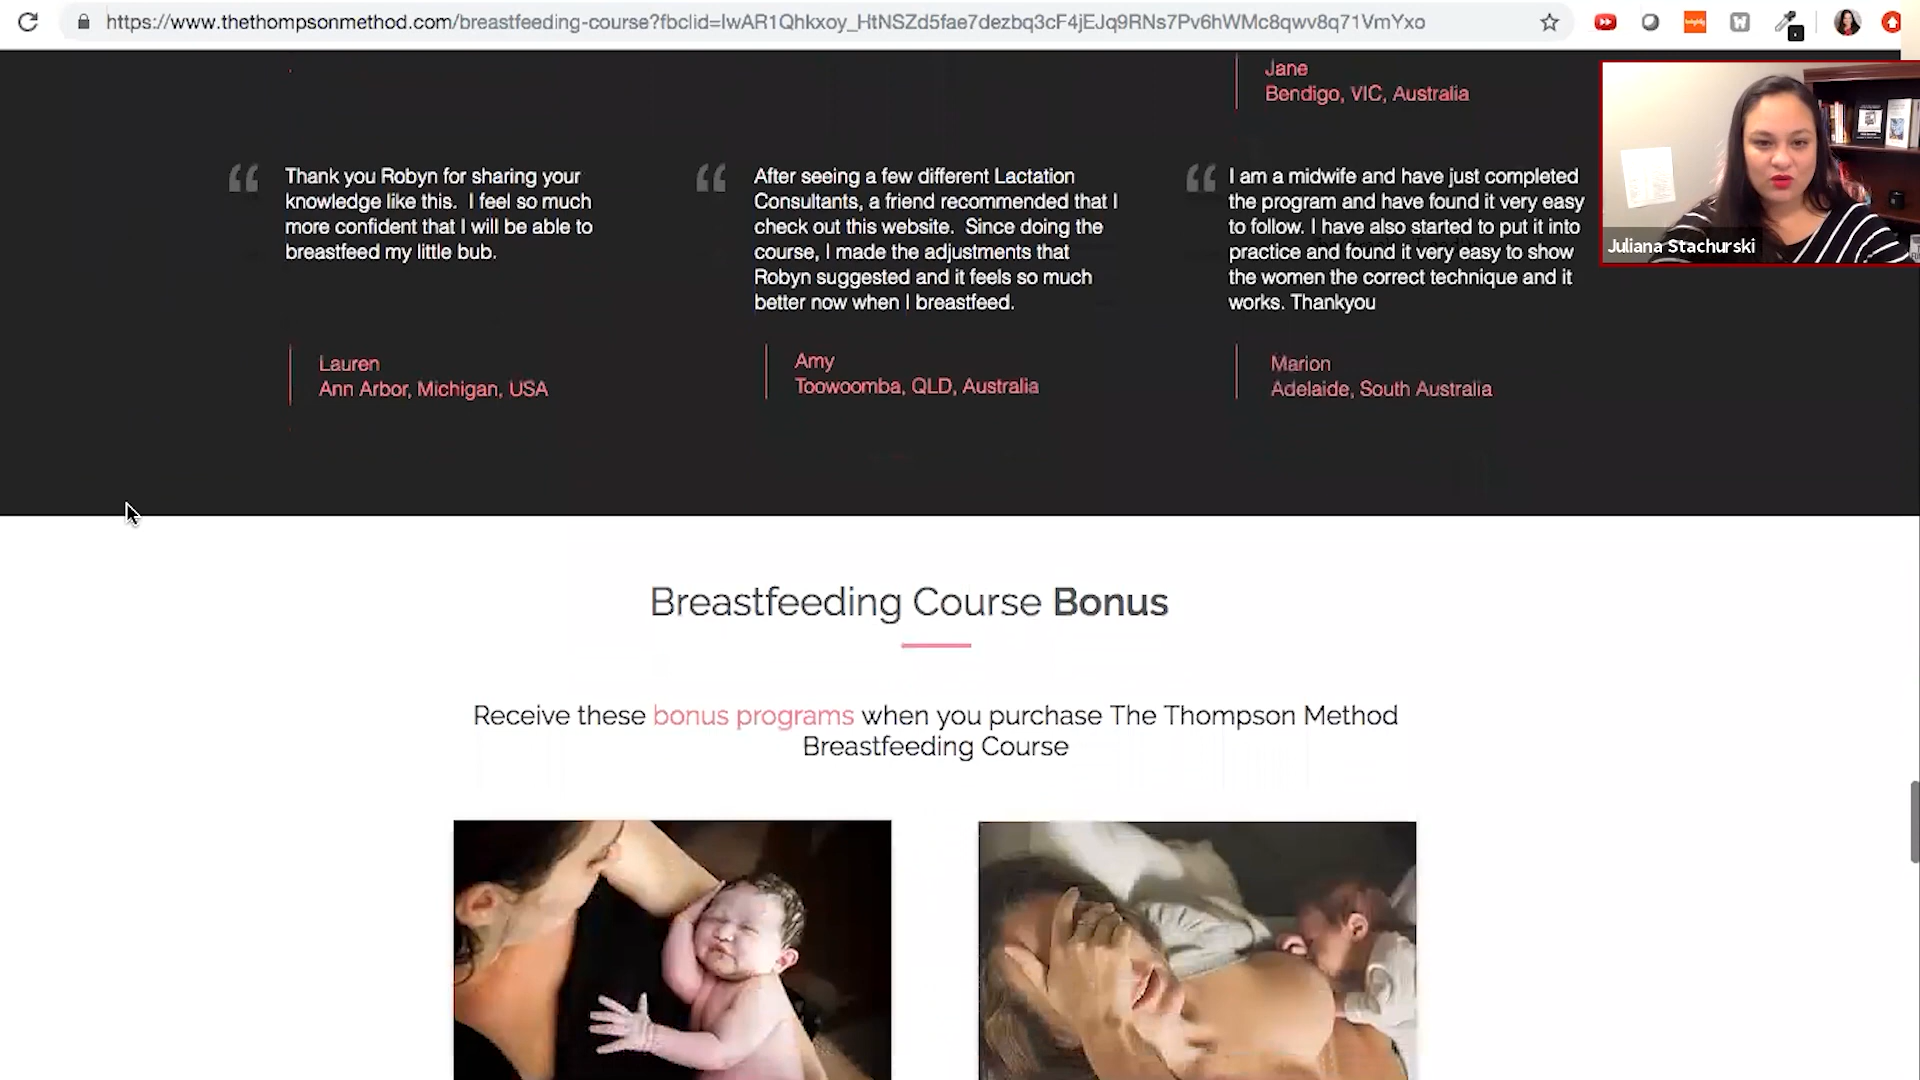 https://www.thethompsonmethod.com/breastfeeding-course?fbclid=IwAR1Qhkxoy_HtNSZd5fae7dezbq3cF4jEJq9RNs7Pv6hWMc8qwv8q71VmYxo
Jane
Bendigo, VIC, Australia
Juliana Stachurski
Thank you Robyn for sharing your
knowledge like this. I feel so much
more confident that I will be able to
breastfeed my little bub.
Lauren
Ann Arbor, Michigan, USA
After seeing a few different Lactation
Consultants, a friend recommended that I
check out this website. Since doing the
course, I made the adjustments that
Robyn suggested and it feels so much
better now when I breastfeed.
Amy
Toowoomba, QLD, Australia
I am a midwife and have just completed
the program and have found it very easy
to follow. I have also started to put it into
practice and found it very easy to show
the women the correct technique and it
works. Thankyou
Marion
Adelaide, South Australia
Breastfeeding Course Bonus
Receive these bonus programs when you purchase The Thompson Method
Breastfeeding Course